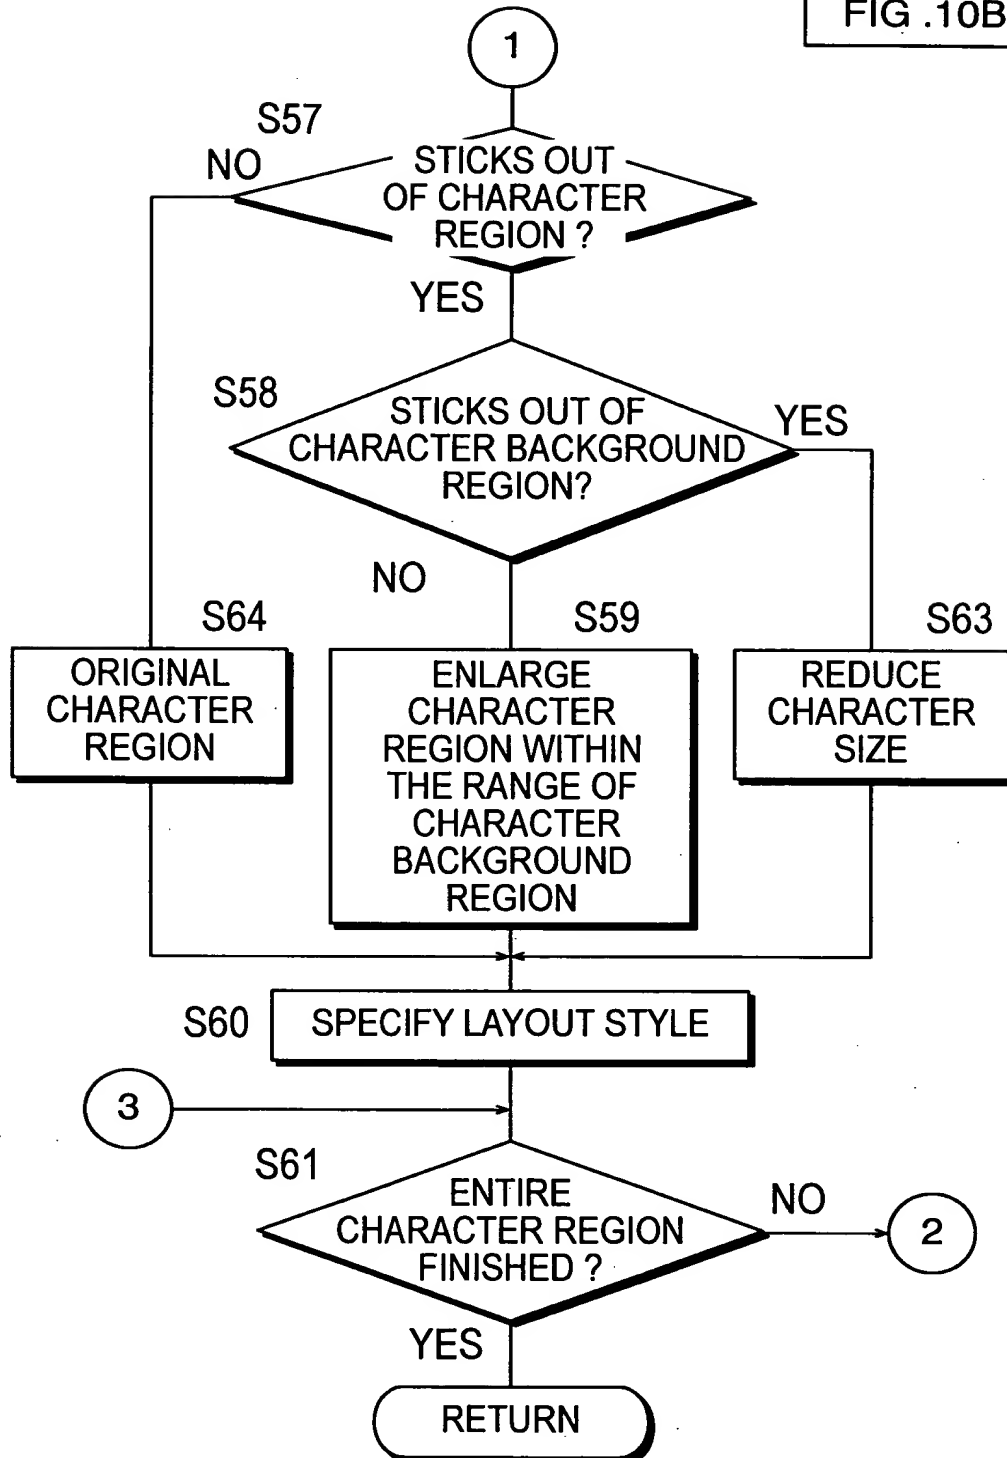 FIG .10B
1
S57
NO
STICKS OUT
OF CHARACTER
REGION ?
YES
S58
STICKS OUT OF
CHARACTER BACKGROUND
REGION?
YES
NO
S64
ORIGINAL
CHARACTER
REGION
S59
ENLARGE
CHARACTER
REGION WITHIN
THE RANGE OF
CHARACTER
BACKGROUND
REGION
S63
REDUCE
CHARACTER
SIZE
S60
SPECIFY LAYOUT STYLE
3
S61
ENTIRE
CHARACTER REGION
FINISHED ?
NO
2
YES
RETURN